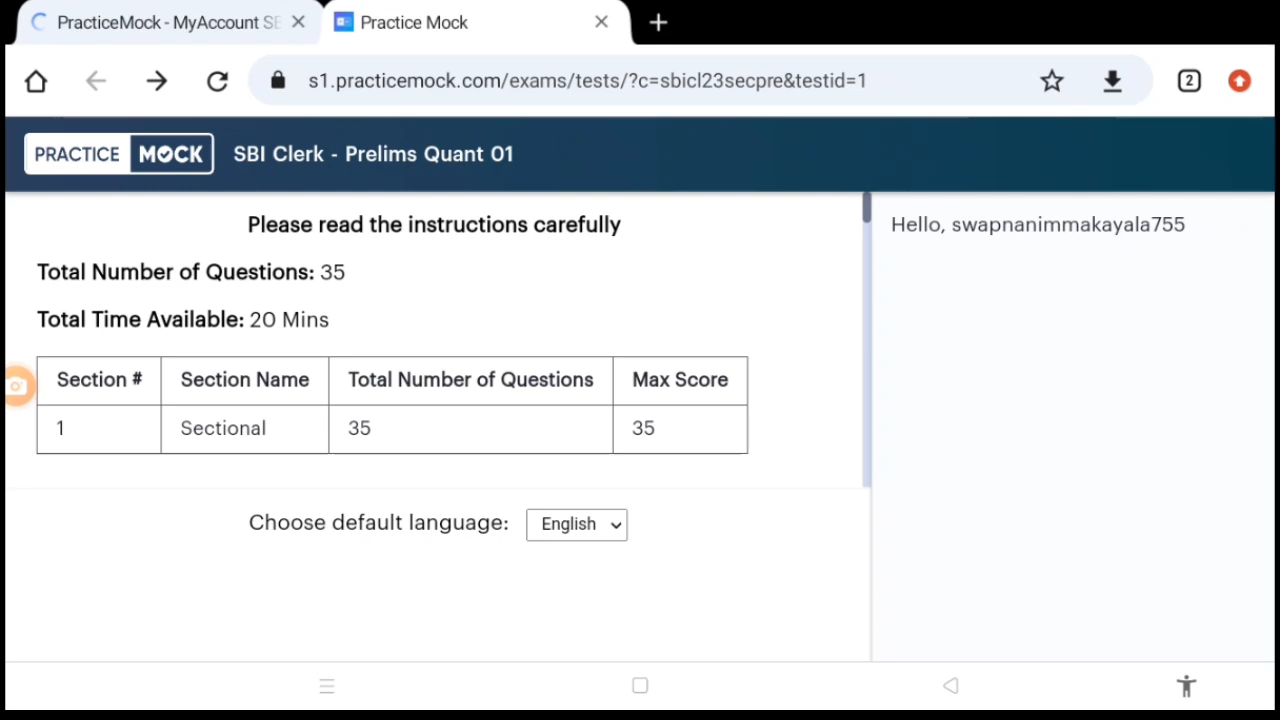 PracticeMock - MyAccount SE
Practice Mock
s1.practicemock.com/exams/tests/?c=sbicl23secpre&testid=1
2
PRACTICE MOCK SBI Clerk - Prelims Quant 01
Please read the instructions carefully
Hello, swapnanimmakayala755
Total Number of Questions: 35
Total Time Available: 20 Mins
Section # Section Name Total Number of Questions Max Score
1 Sectional 35 35
Choose default language: English